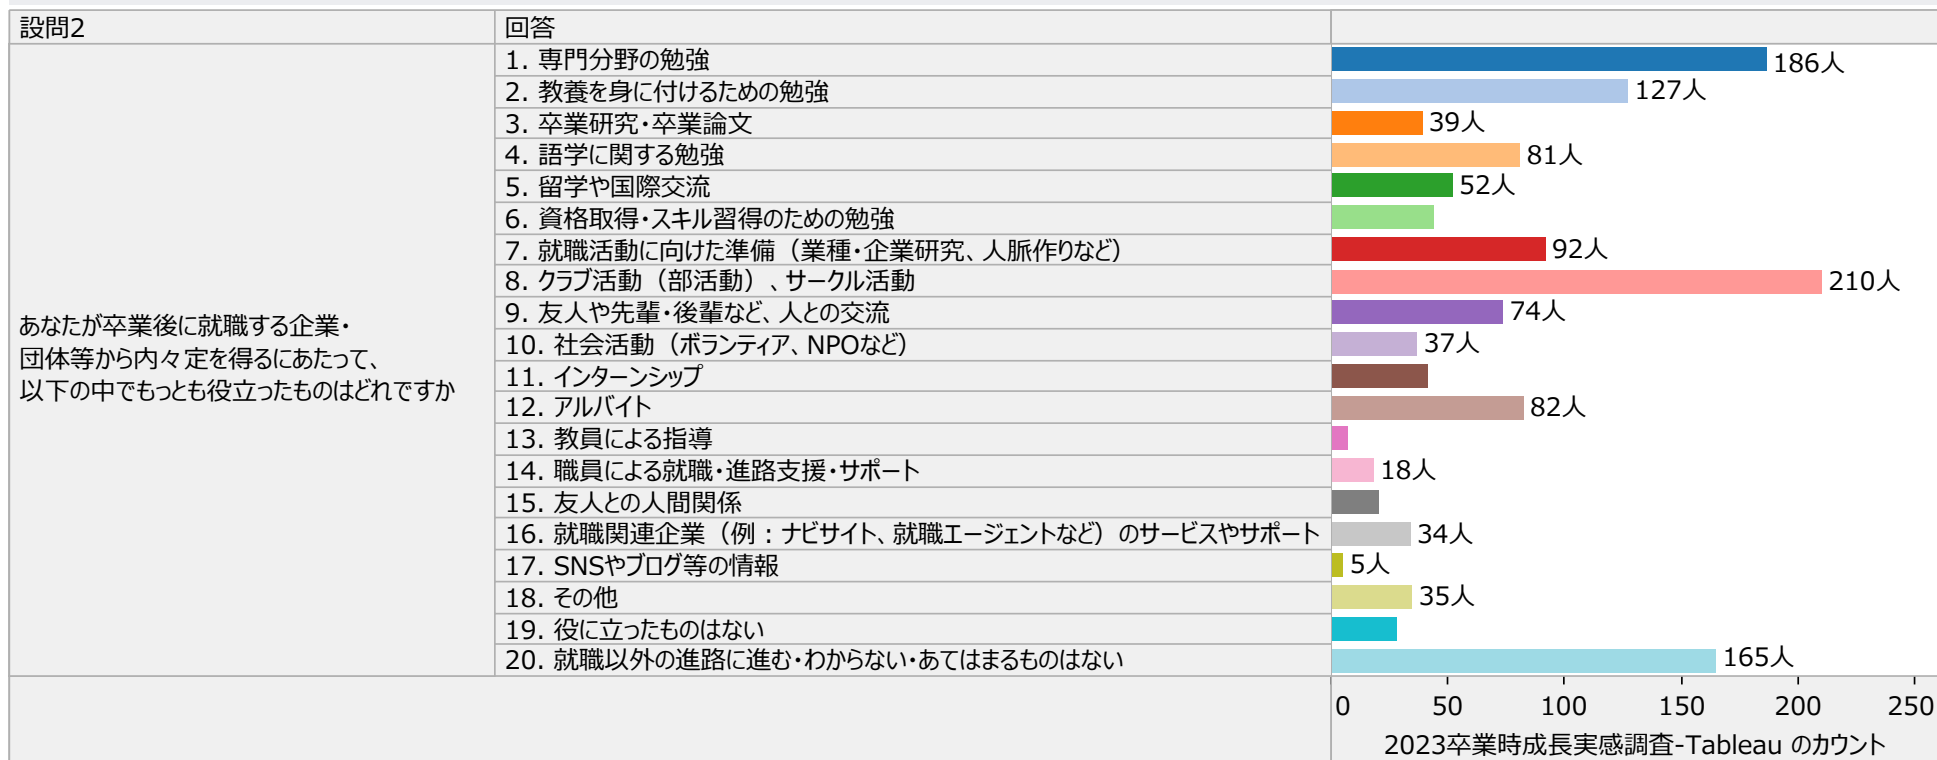 設問2 回答
あなたが卒業後に就職する企業・
団体等から内々定を得るにあたって、
以下の中でもっとも役立ったものはどれですか
1. 専門分野の勉強 186人
2. 教養を身に付けるための勉強 127人
3. 卒業研究・卒業論文 39人
4. 語学に関する勉強 81人
5. 留学や国際交流 52人
6. 資格取得・スキル習得のための勉強
7. 就職活動に向けた準備（業種・企業研究、人脈作りなど） 92人
8. クラブ活動（部活動）、サークル活動 210人
9. 友人や先輩・後輩など、人との交流 74人
10. 社会活動（ボランティア、NPOなど） 37人
11. インターンシップ
12. アルバイト 82人
13. 教員による指導
14. 職員による就職・進路支援・サポート 18人
15. 友人との人間関係
16. 就職関連企業（例：ナビサイト、就職エージェントなど）のサービスやサポート 34人
17. SNSやブログ等の情報 5人
18. その他 35人
19. 役に立ったものはない
20. 就職以外の進路に進む・わからない・あてはまるものはない 165人
0 50 100 150 200 250
2023卒業時成長実感調査-Tableau のカウント